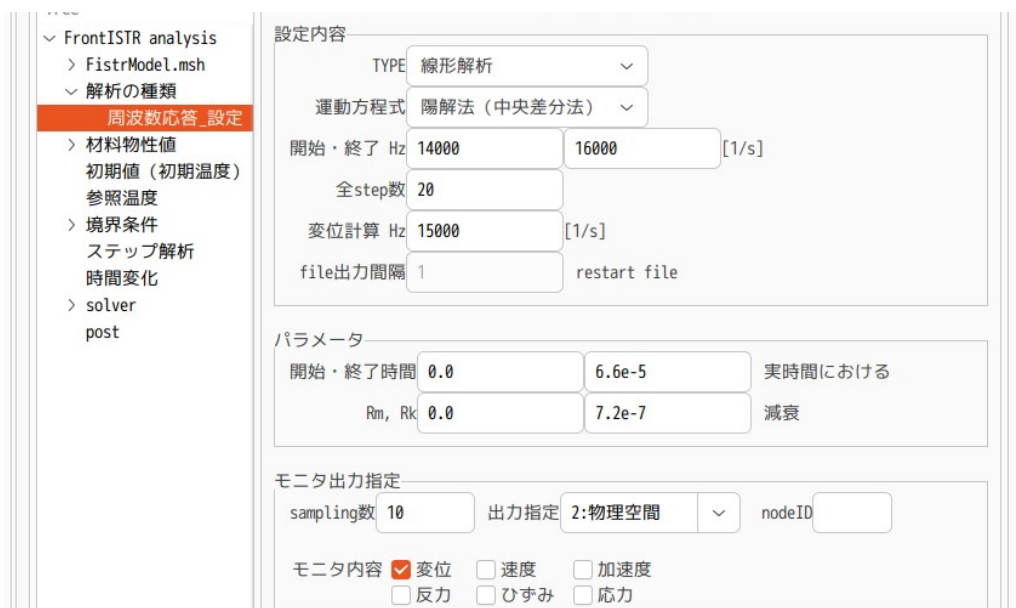 FrontISTR analysis
FistrModel.msh
解析の種類
周波数応答_設定
材料物性値
初期値（初期温度）
参照温度
境界条件
ステップ解析
時間変化
solver
post
設定内容
TYPE 線形解析
運動方程式 陽解法（中央差分法）
開始・終了 Hz 14000 16000 [1/s]
全step数 20
変位計算 Hz 15000 [1/s]
file出力間隔 1 restart file
パラメータ
開始・終了時間 0.0 6.6e-5 実時間における
Rm, Rk 0.0 7.2e-7 減衰
モニタ出力指定
sampling数 10 出力指定 2:物理空間 nodeID
モニタ内容 変位 速度 加速度
反力 ひずみ 応力